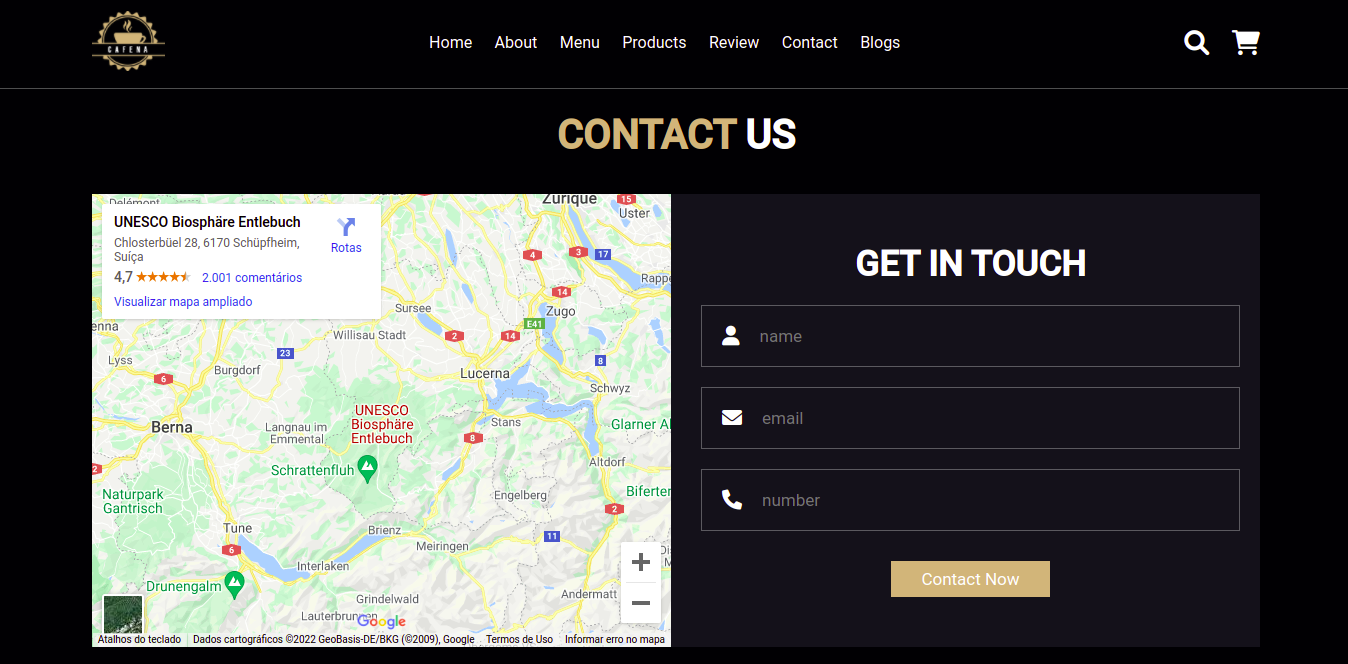 CAFENA
Home About Menu Products Review Contact Blogs
CONTACT US
UNESCO Biosphäre Entlebuch
Chlosterbüel 28, 6170 Schüpfheim,
Suíça
Rotas
4,7 2.001 comentários
Visualizar mapa ampliado
Delémont
Zurique
15
Uster
4
3
17
Rappe
14
Sursee
Zugo
E41
enna
Willisau Stadt
2
14
23
8
Lyss
Burgdorf
6
Lucerna
Schwyz
UNESCO
Biosphäre
Entlebuch
Berna
Langnau im
Emmental
Stans
Glarner Al
8
2
Schrattenfluh
Altdorf
Naturpark
Gantrisch
Engelberg
Biferten
2
Tune
Brienz
11
6
Meiringen
Interlaken
Drunengalm
Andermatt
Grindelwald
Lauterbrunnen
Google
Atalhos do teclado Dados cartográficos ©2022 GeoBasis-DE/BKG (©2009), Google Termos de Uso Informar erro no mapa
GET IN TOUCH
name
email
number
Contact Now